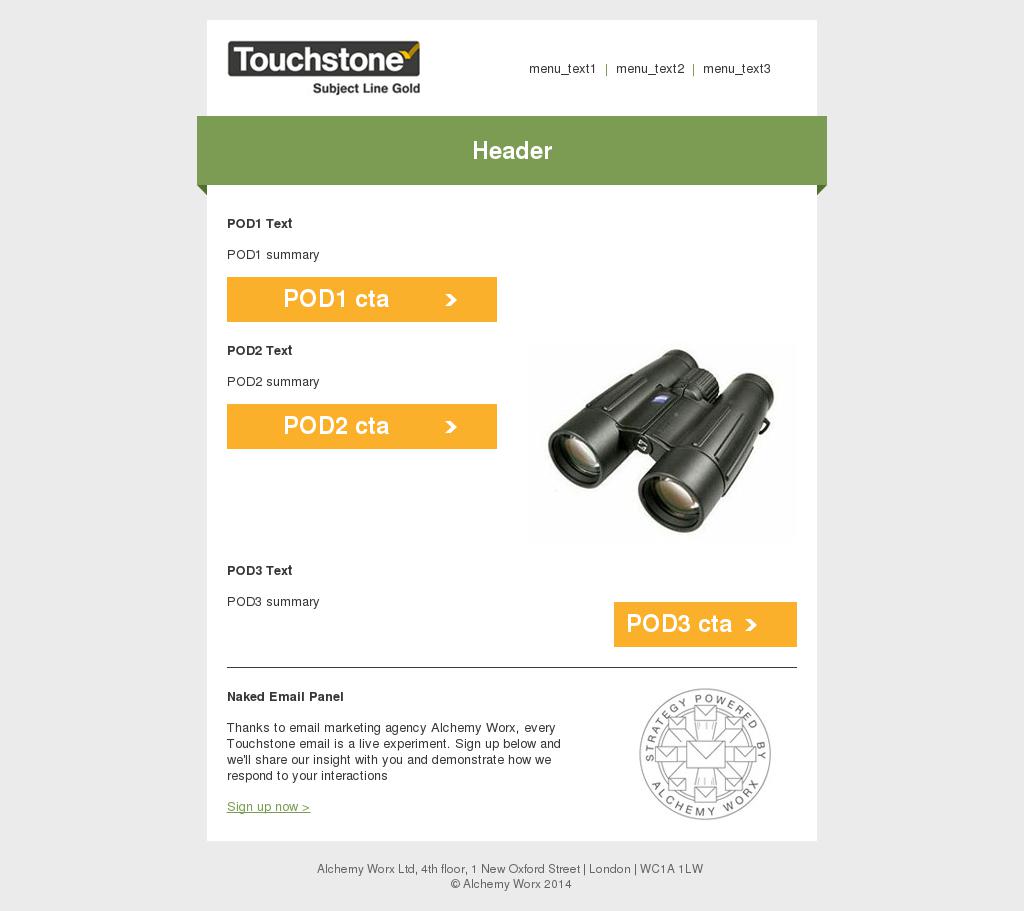 Touchstone
Subject Line Gold
menu_text1 | menu_text2 | menu_text3
Header
POD1 Text
POD1 summary
POD1 cta
POD2 Text
POD2 summary
POD2 cta
POD3 Text
POD3 summary
POD3 cta
Naked Email Panel
Thanks to email marketing agency Alchemy Worx, every
Touchstone email is a live experiment. Sign up below and
we'll share our insight with you and demonstrate how we
respond to your interactions
Sign up now >
STRATEGY POWERED BY
ALCHEMY WORX
Alchemy Worx Ltd, 4th floor, 1 New Oxford Street | London | WC1A 1LW
© Alchemy Worx 2014